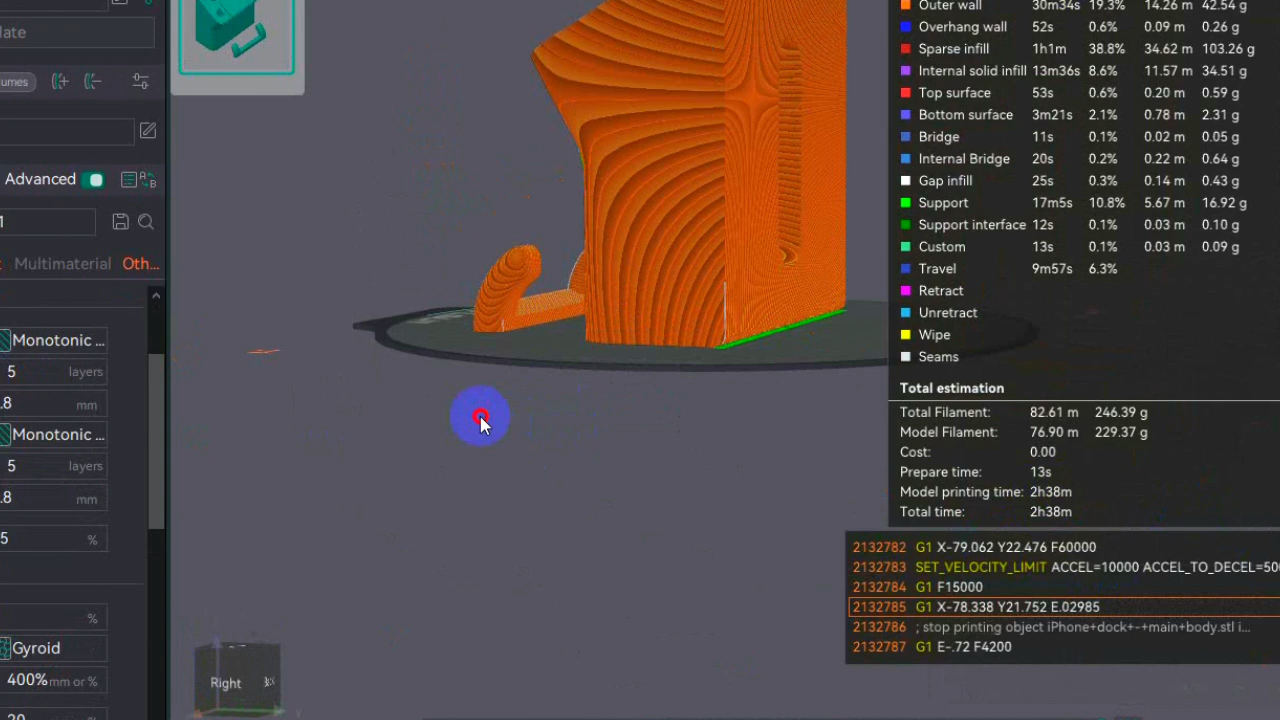 late
umes
Advanced
1
Multimaterial Oth...
Monotonic ...
5 layers
.8 mm
Monotonic ...
5 layers
.8 mm
5 %
%
Gyroid
400% mm or %
20
Right
Outer wall 30m34s 19.3% 14.26 m 42.54 g
Overhang wall 52s 0.6% 0.09 m 0.26 g
Sparse infill 1h1m 38.8% 34.62 m 103.26 g
Internal solid infill 13m36s 8.6% 11.57 m 34.51 g
Top surface 53s 0.6% 0.20 m 0.59 g
Bottom surface 3m21s 2.1% 0.78 m 2.31 g
Bridge 11s 0.1% 0.02 m 0.05 g
Internal Bridge 20s 0.2% 0.22 m 0.64 g
Gap infill 25s 0.3% 0.14 m 0.43 g
Support 17m5s 10.8% 5.67 m 16.92 g
Support interface 12s 0.1% 0.03 m 0.10 g
Custom 13s 0.1% 0.03 m 0.09 g
Travel 9m57s 6.3%
Retract
Unretract
Wipe
Seams
Total estimation
Total Filament: 82.61 m 246.39 g
Model Filament: 76.90 m 229.37 g
Cost: 0.00
Prepare time: 13s
Model printing time: 2h38m
Total time: 2h38m
2132782 G1 X-79.062 Y22.476 F60000
2132783 SET_VELOCITY_LIMIT ACCEL=10000 ACCEL_TO_DECEL=500
2132784 G1 F15000
2132785 G1 X-78.338 Y21.752 E.02985
2132786 ; stop printing object iPhone+dock+-+main+body.stl i...
2132787 G1 E-.72 F4200